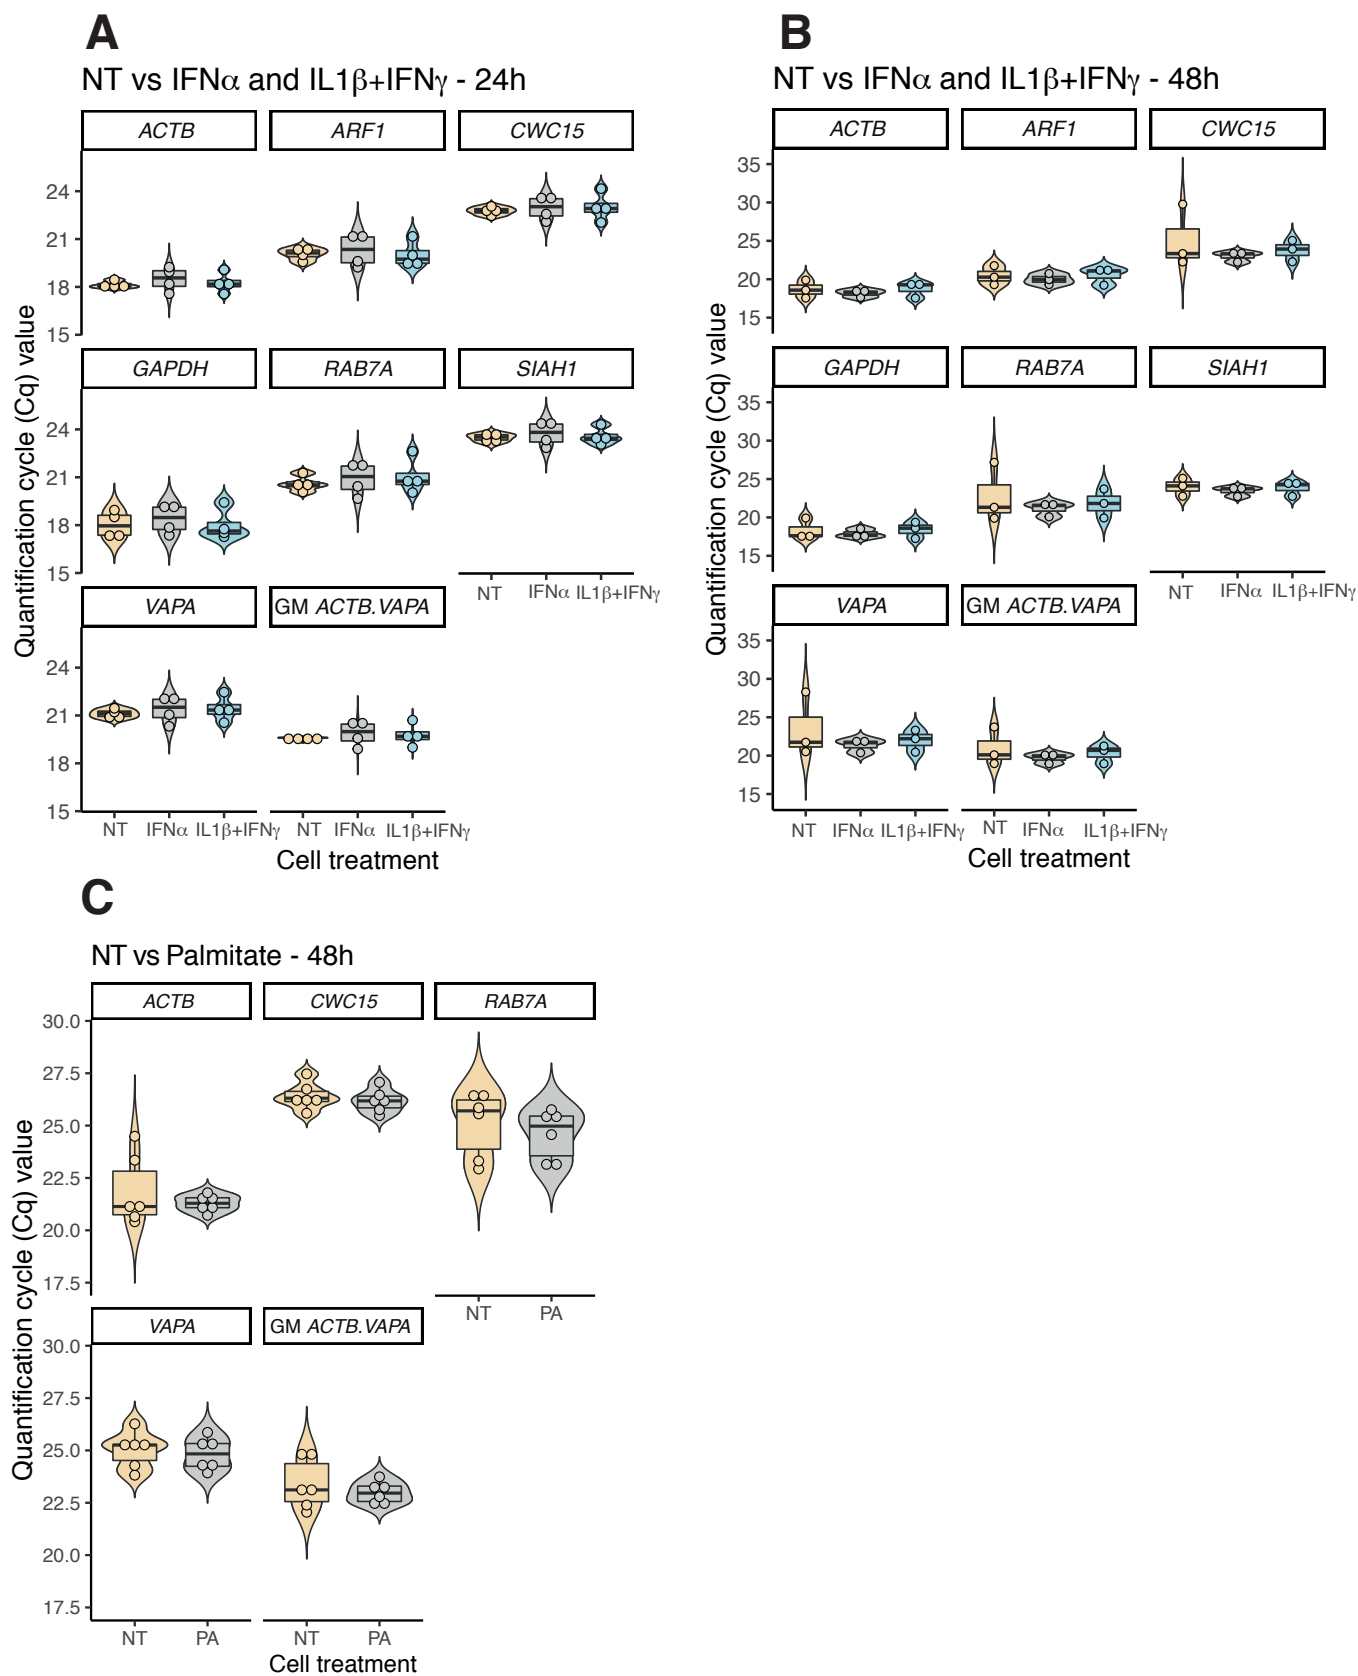 A
NT vs IFNα and IL1β+IFNγ - 24h
ACTB ARF1 CWC15
24
21
18
15
GAPDH RAB7A SIAH1
24
21
18
15
NT IFNα IL1β+IFNγ
VAPA GM ACTB.VAPA
24
21
18
15
NT IFNα IL1β+IFNγ NT IFNα IL1β+IFNγ
Quantification cycle (Cq) value
Cell treatment
B
NT vs IFNα and IL1β+IFNγ - 48h
ACTB ARF1 CWC15
35
30
25
20
15
GAPDH RAB7A SIAH1
35
30
25
20
15
NT IFNα IL1β+IFNγ
VAPA GM ACTB.VAPA
35
30
25
20
15
NT IFNα IL1β+IFNγ NT IFNα IL1β+IFNγ
Quantification cycle (Cq) value
Cell treatment
C
NT vs Palmitate - 48h
ACTB CWC15 RAB7A
30.0
27.5
25.0
22.5
20.0
17.5
NT PA
VAPA GM ACTB.VAPA
30.0
27.5
25.0
22.5
20.0
17.5
NT PA NT PA
Quantification cycle (Cq) value
Cell treatment